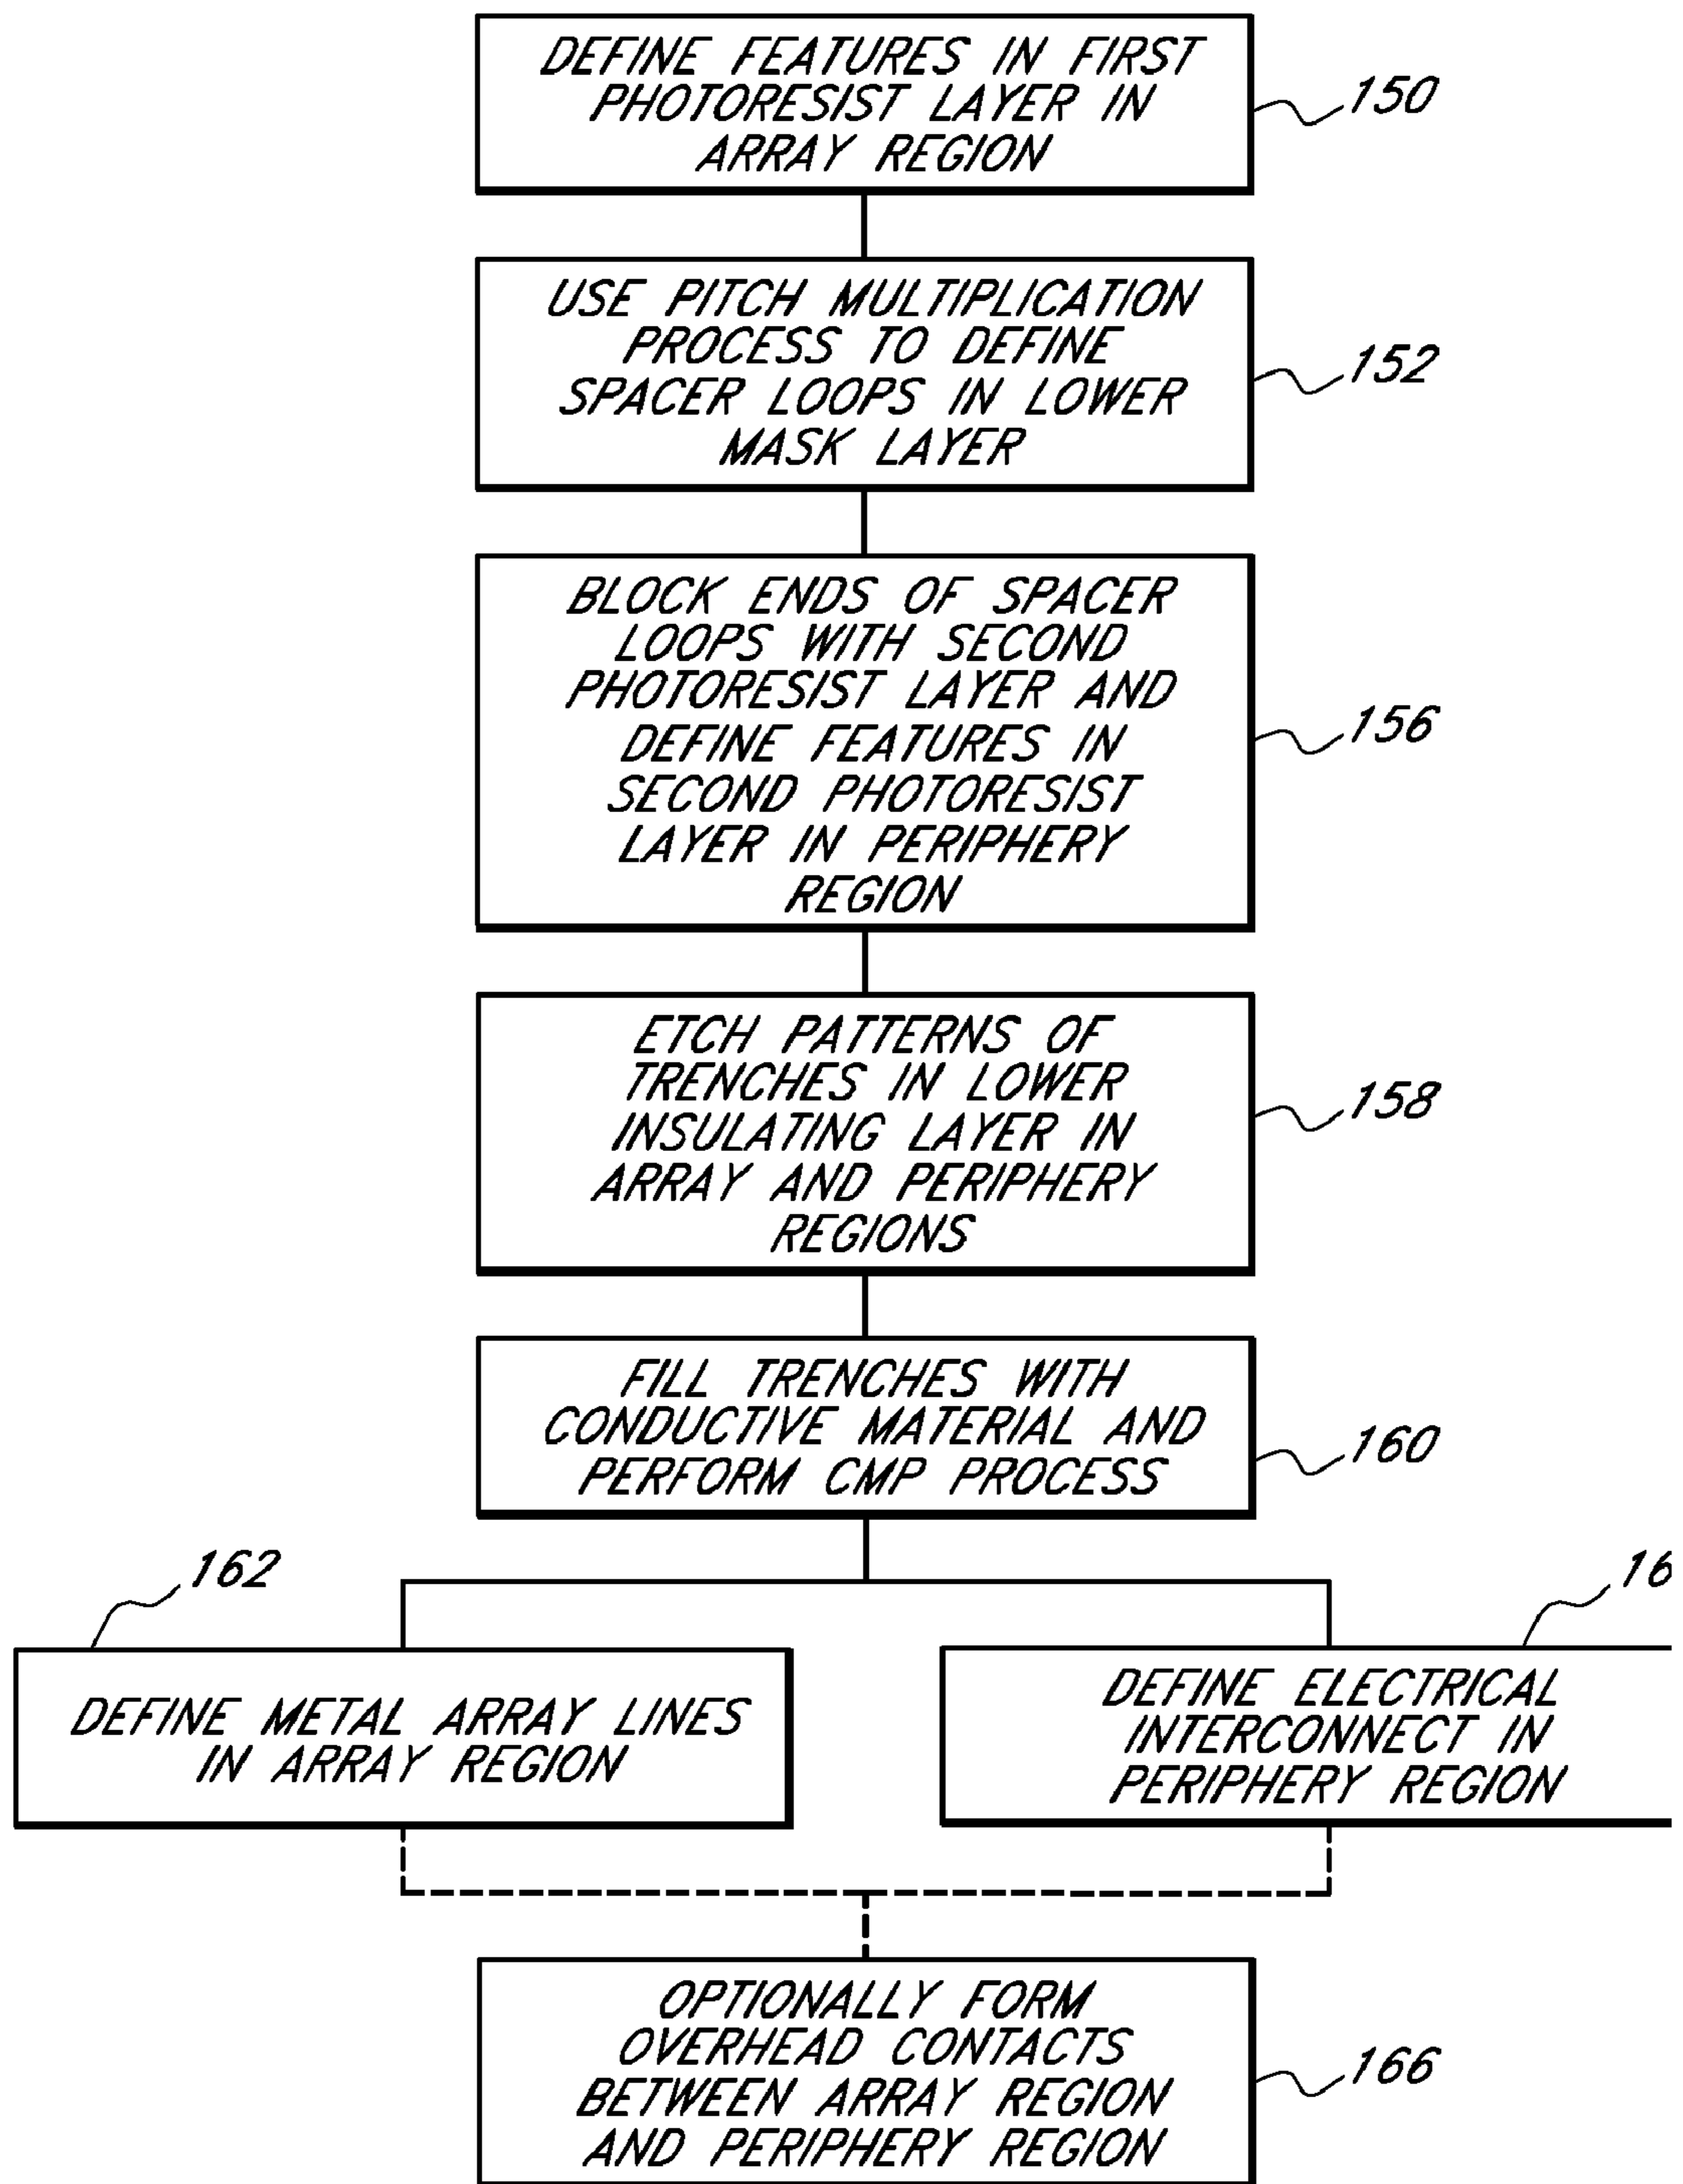 DEFINE FEATURES IN FIRST
PHOTORESIST LAYER IN
ARRAY REGION
150
USE PITCH MULTIPLICATION
PROCESS TO DEFINE
SPACER LOOPS IN LOWER
MASK LAYER
152
BLOCK ENDS OF SPACER
LOOPS WITH SECOND
PHOTORESIST LAYER AND
DEFINE FEATURES IN
SECOND PHOTORESIST
LAYER IN PERIPHERY
REGION
156
ETCH PATTERNS OF
TRENCHES IN LOWER
INSULATING LAYER IN
ARRAY AND PERIPHERY
REGIONS
158
FILL TRENCHES WITH
CONDUCTIVE MATERIAL AND
PERFORM CMP PROCESS
160
162
DEFINE METAL ARRAY LINES
IN ARRAY REGION
DEFINE ELECTRICAL
INTERCONNECT IN
PERIPHERY REGION
OPTIONALLY FORM
OVERHEAD CONTACTS
BETWEEN ARRAY REGION
AND PERIPHERY REGION
166